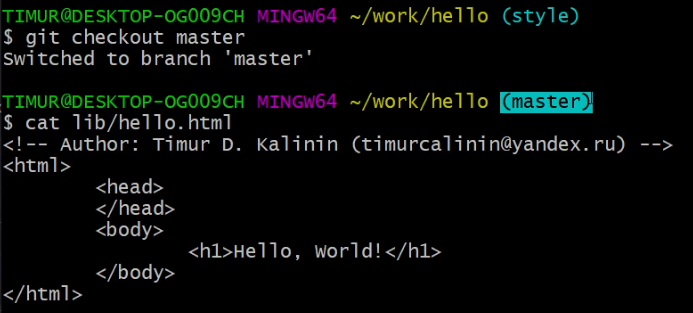 TIMUR@DESKTOP-OG009CH MINGW64 ~/work/hello (style)
$ git checkout master
Switched to branch 'master'
TIMUR@DESKTOP-OG009CH MINGW64 ~/work/hello (master)
$ cat lib/hello.html
<!-- Author: Timur D. Kalinin (timurcalinin@yandex.ru) -->
<html>
        <head>
        </head>
        <body>
                <h1>Hello, World!</h1>
        </body>
</html>